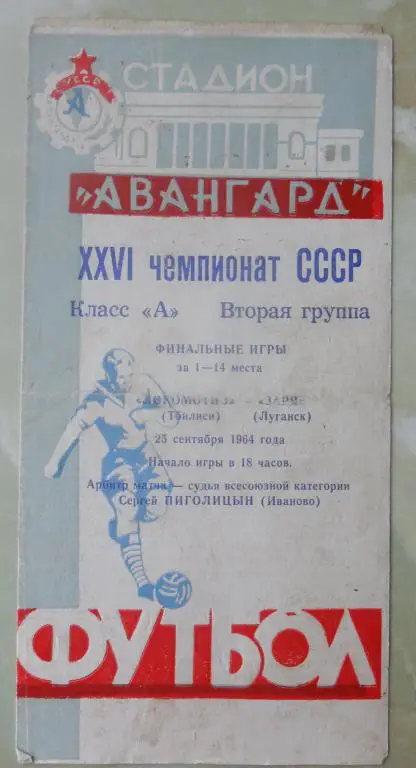 УССР
А
СТАДИОН
"АВАНГАРД"
XXVI чемпионат СССР
Класс «А» Вторая группа
ФИНАЛЬНЫЕ ИГРЫ
за 1—14 места
«ЛОКОМОТИВ» — «ЗАРЯ»
(Тбилиси) (Луганск)
25 сентября 1964 года
Начало игры в 18 часов.
Арбитр матча — судья всесоюзной категории
Сергей ПИГОЛИЦЫН (Иваново)
ФУТБОЛ